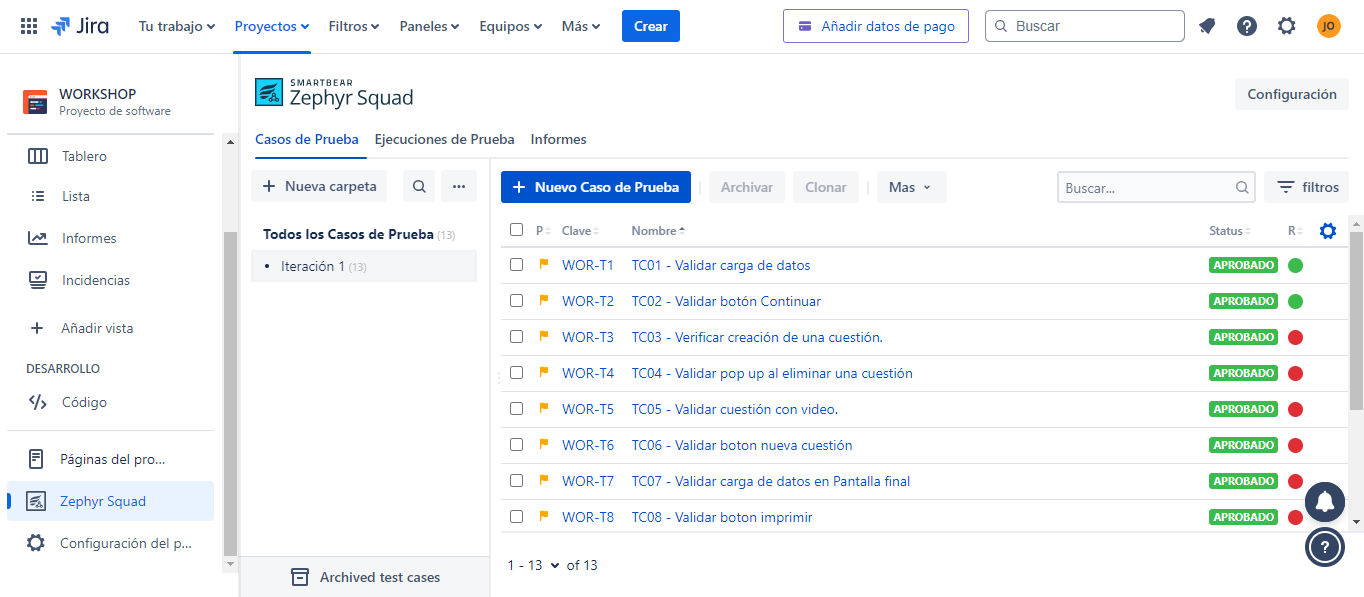 Jira
Tu trabajo
Proyectos
Filtros
Paneles
Equipos
Más
Crear
Añadir datos de pago
Buscar
JO
WORKSHOP
Proyecto de software
Tablero
Lista
Informes
Incidencias
Añadir vista
DESARROLLO
Código
Páginas del pro...
Zephyr Squad
Configuración del p...
SMARTBEAR
Zephyr Squad
Configuración
Casos de Prueba
Ejecuciones de Prueba
Informes
Nueva carpeta
Todos los Casos de Prueba (13)
Iteración 1 (13)
Archived test cases
Nuevo Caso de Prueba
Archivar
Clonar
Mas
Buscar...
filtros
P Clave Nombre Status R
WOR-T1 TC01 - Validar carga de datos APROBADO
WOR-T2 TC02 - Validar botón Continuar APROBADO
WOR-T3 TC03 - Verificar creación de una cuestión. APROBADO
WOR-T4 TC04 - Validar pop up al eliminar una cuestión APROBADO
WOR-T5 TC05 - Validar cuestión con video. APROBADO
WOR-T6 TC06 - Validar boton nueva cuestión APROBADO
WOR-T7 TC07 - Validar carga de datos en Pantalla final APROBADO
WOR-T8 TC08 - Validar boton imprimir APROBADO
1 - 13 of 13